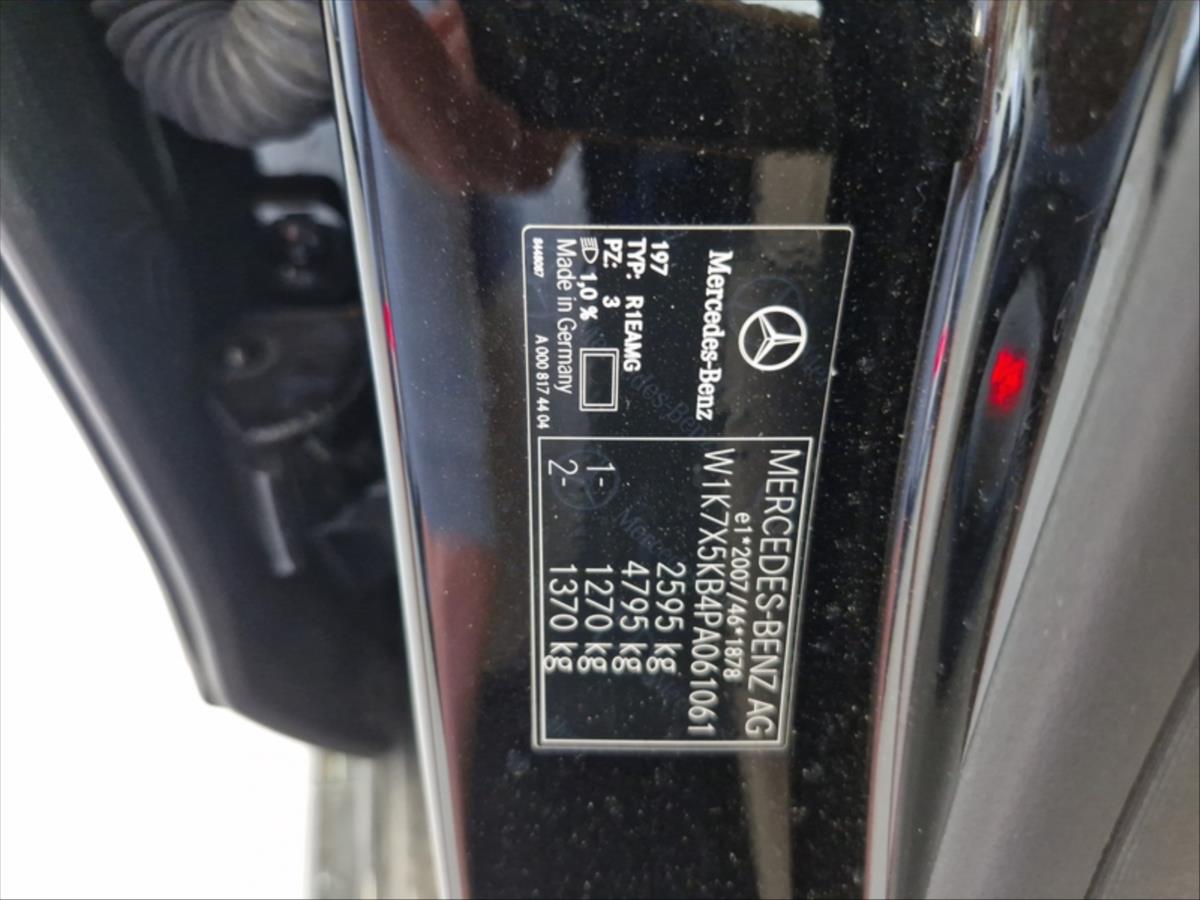 Mercedes-Benz
197
TYP: R1EAMG
PZ: 3
1,0 %
Made in Germany
8448087 A 000 817 44 04
MERCEDES-BENZ AG
e1*2007/46*1878
W1K7X5KB4PA061061
2595 kg
4795 kg
1- 1270 kg
2- 1370 kg